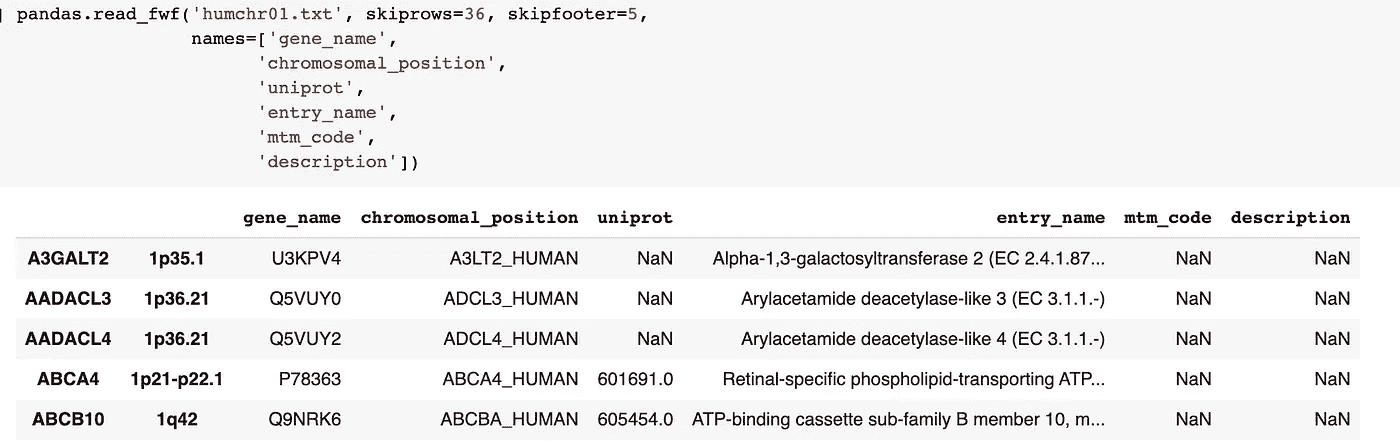 pandas.read_fwf('humchr01.txt', skiprows=36, skipfooter=5,
names=['gene_name',
'chromosomal_position',
'uniprot',
'entry_name',
'mtm_code',
'description'])
gene_name chromosomal_position uniprot entry_name mtm_code description
A3GALT2 1p35.1 U3KPV4 A3LT2_HUMAN NaN Alpha-1,3-galactosyltransferase 2 (EC 2.4.1.87... NaN NaN
AADACL3 1p36.21 Q5VUY0 ADCL3_HUMAN NaN Arylacetamide deacetylase-like 3 (EC 3.1.1.-) NaN NaN
AADACL4 1p36.21 Q5VUY2 ADCL4_HUMAN NaN Arylacetamide deacetylase-like 4 (EC 3.1.1.-) NaN NaN
ABCA4 1p21-p22.1 P78363 ABCA4_HUMAN 601691.0 Retinal-specific phospholipid-transporting ATP... NaN NaN
ABCB10 1q42 Q9NRK6 ABCBA_HUMAN 605454.0 ATP-binding cassette sub-family B member 10, m... NaN NaN